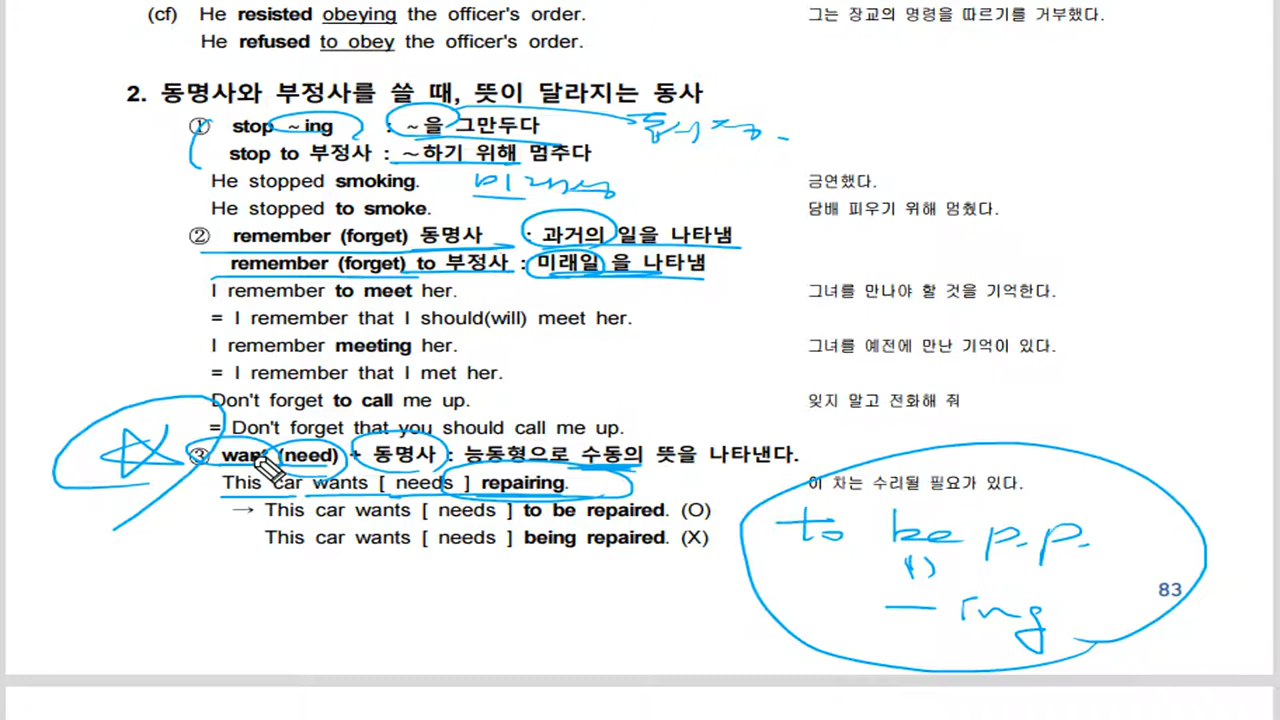 (cf) He resisted obeying the officer's order. 그는 장교의 명령을 따르기를 거부했다.
He refused to obey the officer's order.
2. 동명사와 부정사를 쓸 때, 뜻이 달라지는 동사
① stop ~ing : ~을 그만두다
stop to 부정사 : ~하기 위해 멈추다
He stopped smoking. 미래성 금연했다.
He stopped to smoke. 담배 피우기 위해 멈췄다.
② remember (forget) 동명사 : 과거의 일을 나타냄
remember (forget) to 부정사 : 미래일 을 나타냄
I remember to meet her. 그녀를 만나야 할 것을 기억한다.
= I remember that I should(will) meet her.
I remember meeting her. 그녀를 예전에 만난 기억이 있다.
= I remember that I met her.
Don't forget to call me up. 잊지 말고 전화해 줘
= Don't forget that you should call me up.
③ want (need) + 동명사 : 능동형으로 수동의 뜻을 나타낸다.
This car wants [ needs ] repairing. 이 차는 수리될 필요가 있다.
→ This car wants [ needs ] to be repaired. (O)
This car wants [ needs ] being repaired. (X)
to be p.p.
ing
83